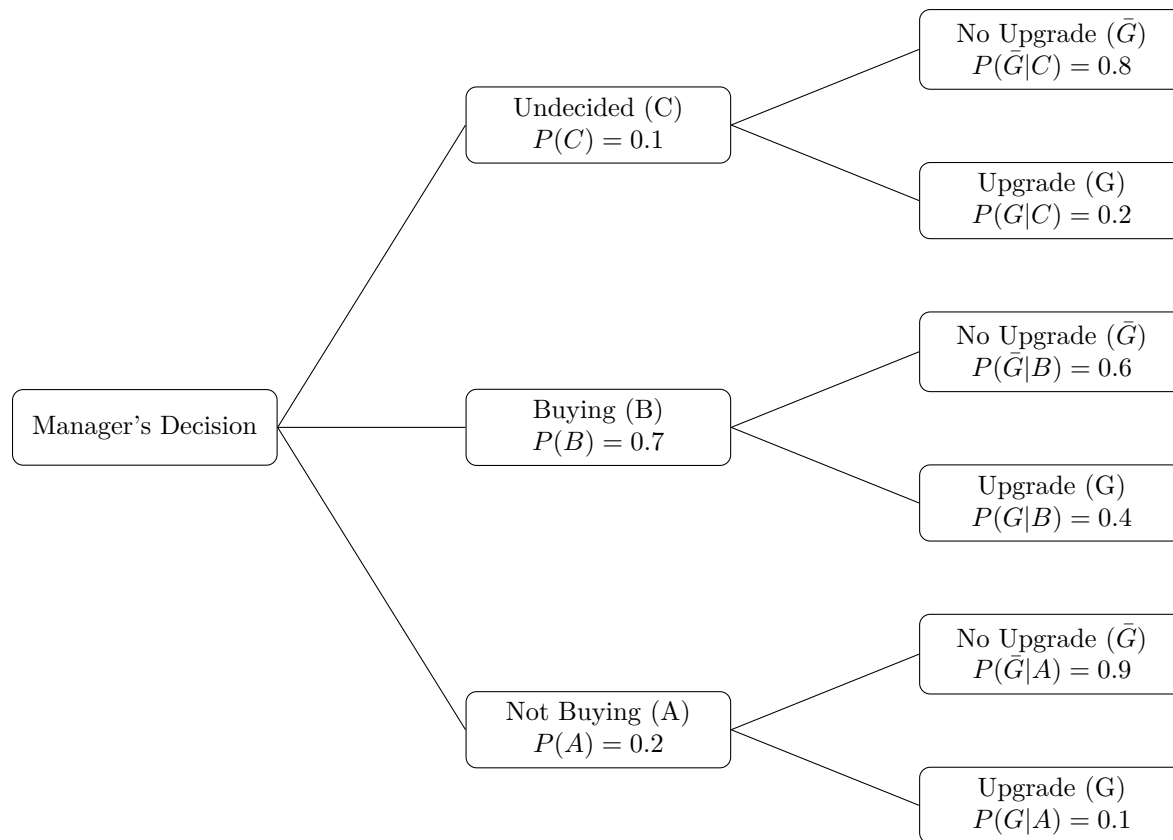 No Upgrade (Ḡ)
P(Ḡ|C) = 0.8
Undecided (C)
P(C) = 0.1
Upgrade (G)
P(G|C) = 0.2
No Upgrade (Ḡ)
P(Ḡ|B) = 0.6
Manager's Decision
Buying (B)
P(B) = 0.7
Upgrade (G)
P(G|B) = 0.4
No Upgrade (Ḡ)
P(Ḡ|A) = 0.9
Not Buying (A)
P(A) = 0.2
Upgrade (G)
P(G|A) = 0.1